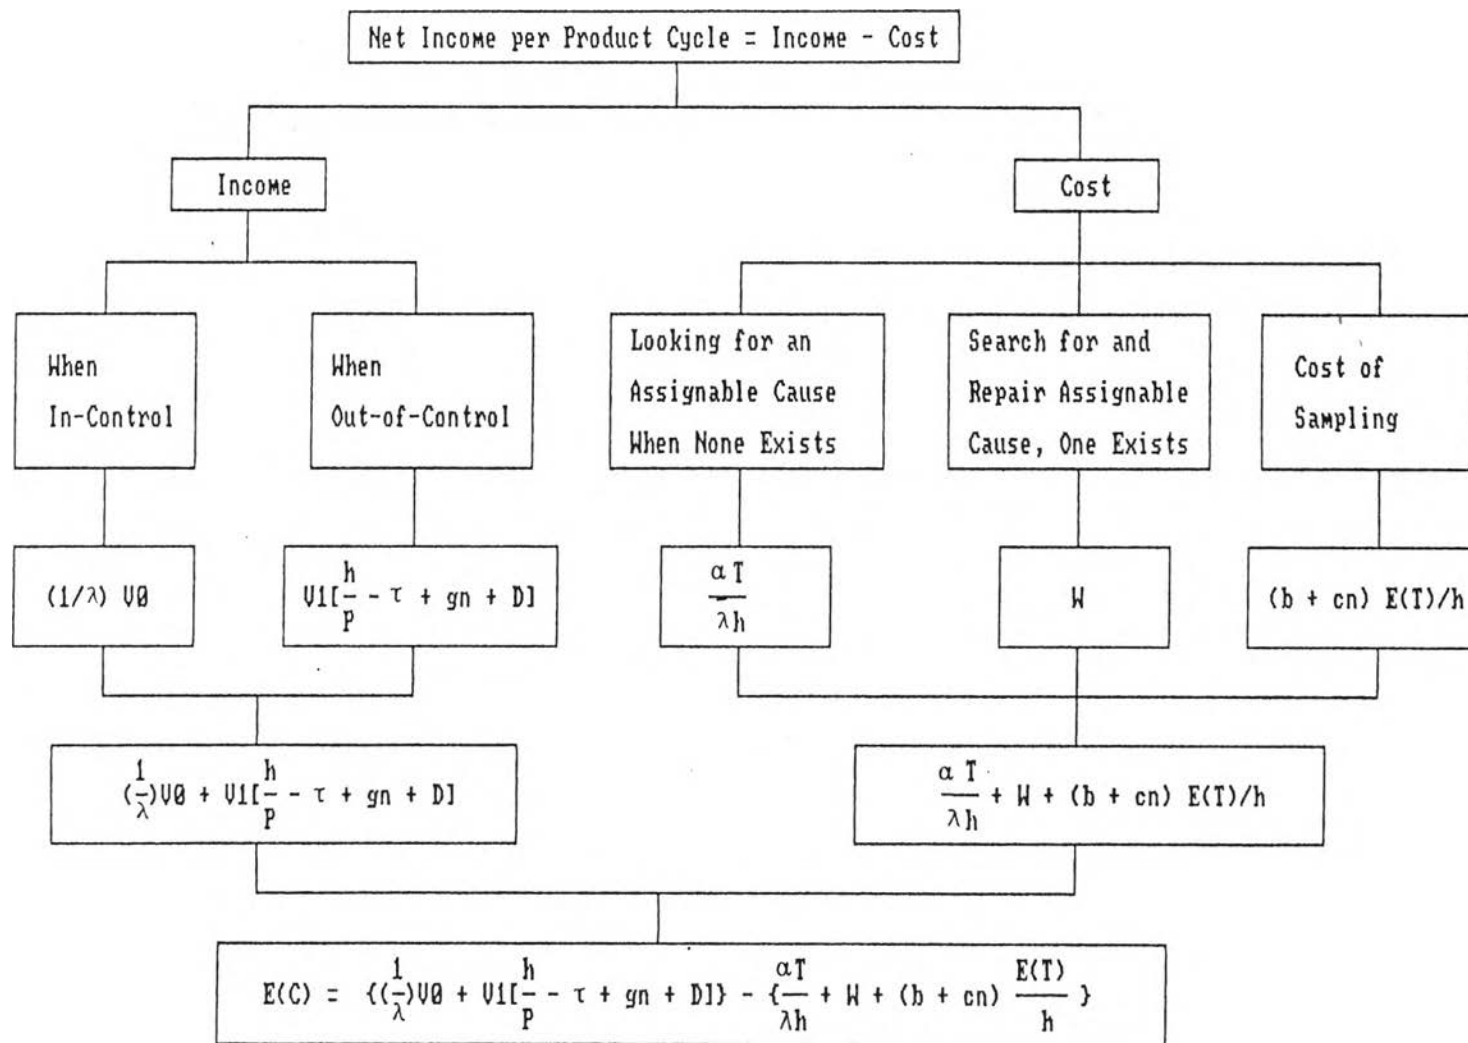 Net Income per Product Cycle = Income - Cost
Income
Cost
When
In-Control
When
Out-of-Control
Looking for an
Assignable Cause
When None Exists
Search for and
Repair Assignable
Cause, One Exists
Cost of
Sampling
(1/λ) V0
V1[h/P - τ + gn + D]
αT/λh
W
(b + cn) E(T)/h
(1/λ)V0 + V1[h/P - τ + gn + D]
αT/λh + W + (b + cn) E(T)/h
E(C) = {(1/λ)V0 + V1[h/P - τ + gn + D]} - {αT/λh + W + (b + cn) E(T)/h }